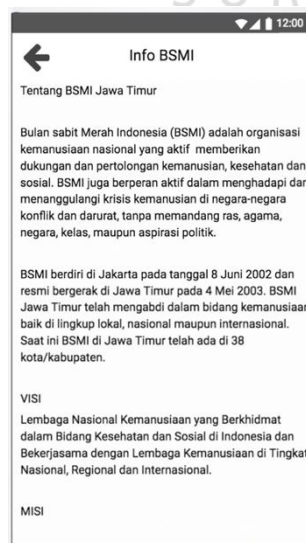 12:00
Info BSMI
Tentang BSMI Jawa Timur
Bulan sabit Merah Indonesia (BSMI) adalah organisasi
kemanusiaan nasional yang aktif memberikan
dukungan dan pertolongan kemanusian, kesehatan dan
sosial. BSMI juga berperan aktif dalam menghadapi dan
menanggulangi krisis kemanusian di negara-negara
konflik dan darurat, tanpa memandang ras, agama,
negara, kelas, maupun aspirasi politik.
BSMI berdiri di Jakarta pada tanggal 8 Juni 2002 dan
resmi bergerak di Jawa Timur pada 4 Mei 2003. BSMI
Jawa Timur telah mengabdi dalam bidang kemanusiaan
baik di lingkup lokal, nasional maupun internasional.
Saat ini BSMI di Jawa Timur telah ada di 38
kota/kabupaten.
VISI
Lembaga Nasional Kemanusiaan yang Berkhidmat
dalam Bidang Kesehatan dan Sosial di Indonesia dan
Bekerjasama dengan Lembaga Kemanusiaan di Tingkat
Nasional, Regional dan Internasional.
MISI